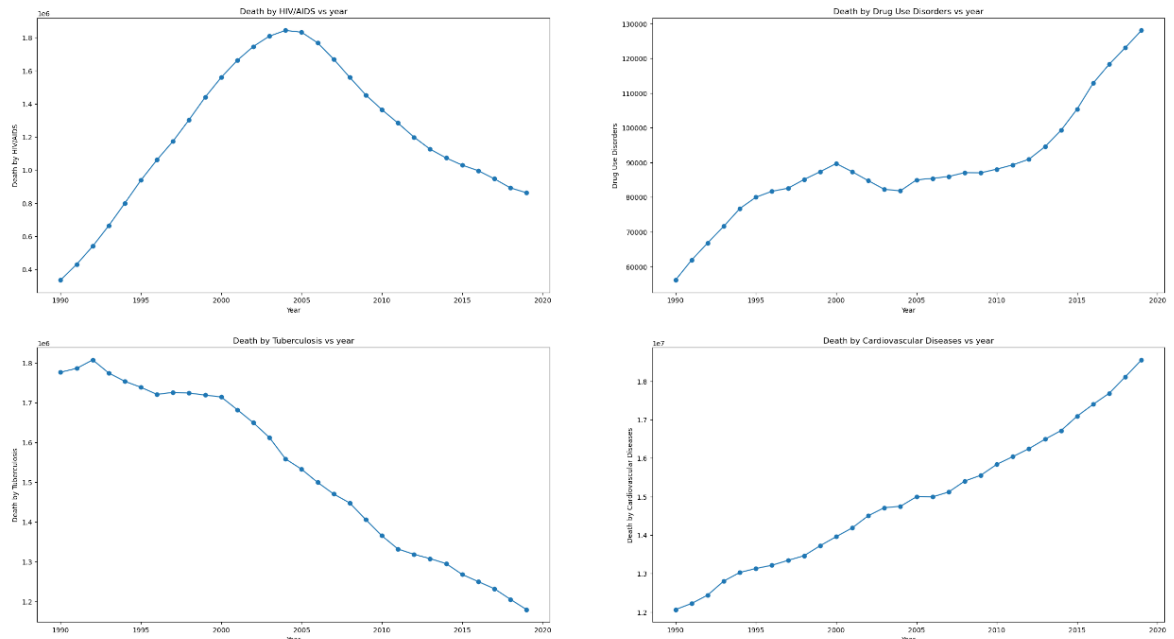 Death by HIV/AIDS vs year
1e6
Death by HIV/AIDS
1.8
1.6
1.4
1.2
1.0
0.8
0.6
0.4
1990 1995 2000 2005 2010 2015 2020
Year
Death by Drug Use Disorders vs year
Drug Use Disorders
130000
120000
110000
100000
90000
80000
70000
60000
1990 1995 2000 2005 2010 2015 2020
Year
Death by Tuberculosis vs year
1e6
Death by Tuberculosis
1.8
1.7
1.6
1.5
1.4
1.3
1.2
1990 1995 2000 2005 2010 2015 2020
Year
Death by Cardiovascular Diseases vs year
1e7
Death by Cardiovascular Diseases
1.8
1.7
1.6
1.5
1.4
1.3
1.2
1990 1995 2000 2005 2010 2015 2020
Year